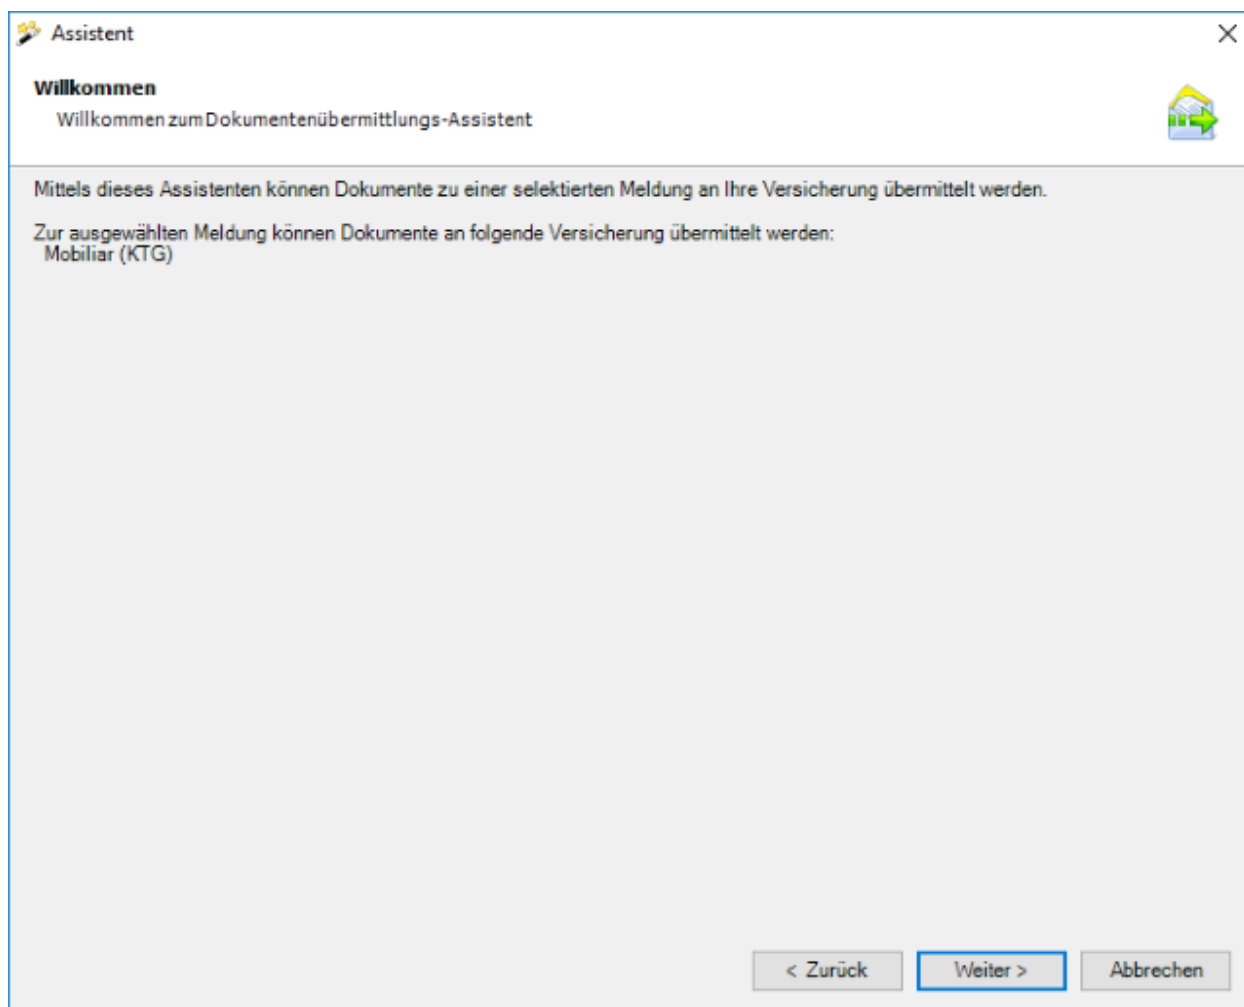 Assistent
Willkommen
Willkommen zum Dokumentenübermittlungs-Assistent
Mittels dieses Assistenten können Dokumente zu einer selektierten Meldung an Ihre Versicherung übermittelt werden.
Zur ausgewählten Meldung können Dokumente an folgende Versicherung übermittelt werden:
Mobiliar (KTG)
< Zurück
Weiter >
Abbrechen